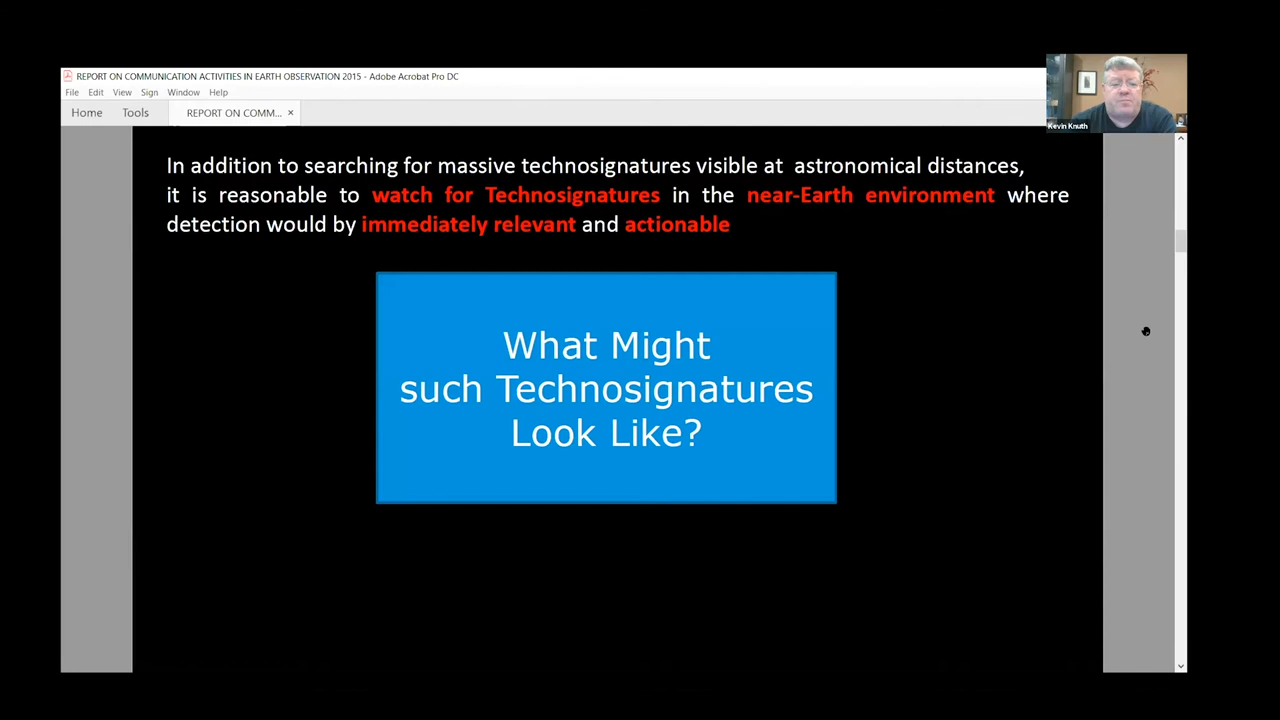 REPORT ON COMMUNICATION ACTIVITIES IN EARTH OBSERVATION 2015 - Adobe Acrobat Pro DC
File Edit View Sign Window Help
Home Tools REPORT ON COMM... ×
Kevin Knuth
In addition to searching for massive technosignatures visible at astronomical distances,
it is reasonable to watch for Technosignatures in the near-Earth environment where
detection would by immediately relevant and actionable
What Might
such Technosignatures
Look Like?